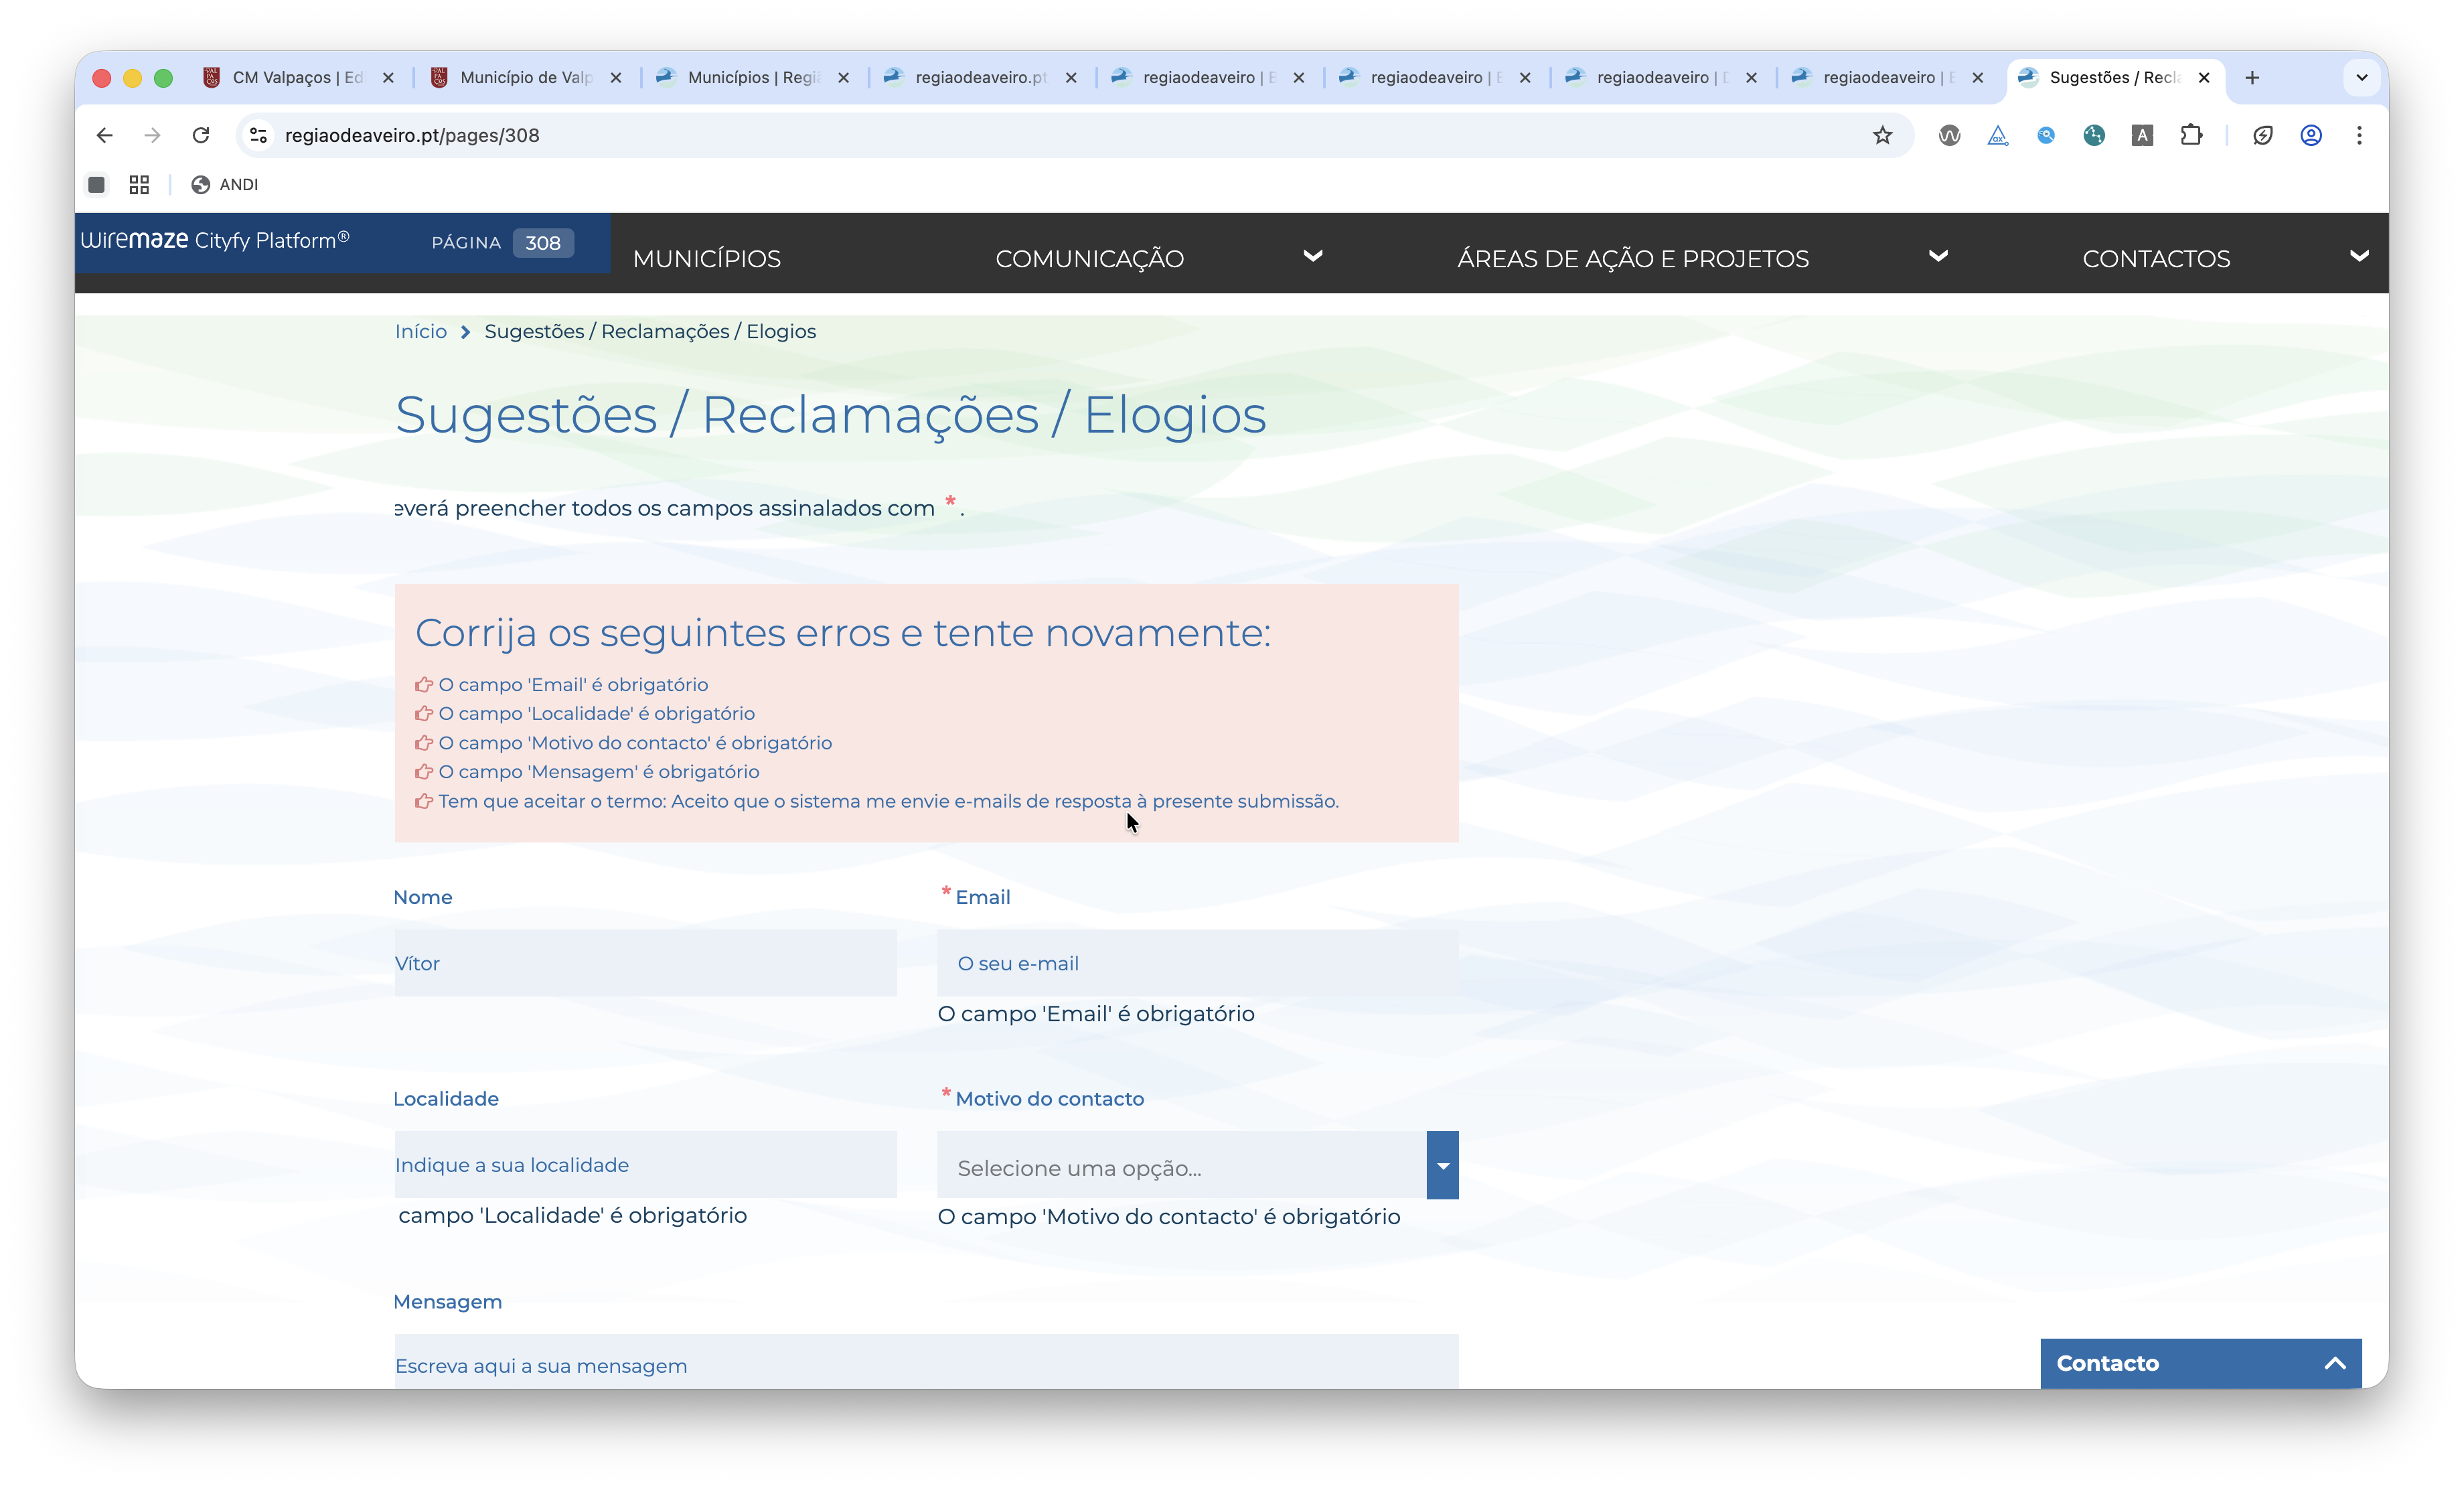 CM Valpaços | Ed
Município de Valp
Municípios | Regiã
regiaodeaveiro.pt
regiaodeaveiro | E
regiaodeaveiro | E
regiaodeaveiro | D
regiaodeaveiro | E
Sugestões / Recla
regiaodeaveiro.pt/pages/308
ANDI
wiremaze Cityfy Platform®
PÁGINA 308
MUNICÍPIOS
COMUNICAÇÃO
ÁREAS DE AÇÃO E PROJETOS
CONTACTOS
Início
Sugestões / Reclamações / Elogios
Sugestões / Reclamações / Elogios
everá preencher todos os campos assinalados com * .
Corrija os seguintes erros e tente novamente:
O campo 'Email' é obrigatório
O campo 'Localidade' é obrigatório
O campo 'Motivo do contacto' é obrigatório
O campo 'Mensagem' é obrigatório
Tem que aceitar o termo: Aceito que o sistema me envie e-mails de resposta à presente submissão.
Nome
* Email
Vítor
O seu e-mail
O campo 'Email' é obrigatório
Localidade
* Motivo do contacto
Indique a sua localidade
Selecione uma opção...
campo 'Localidade' é obrigatório
O campo 'Motivo do contacto' é obrigatório
Mensagem
Escreva aqui a sua mensagem
Contacto